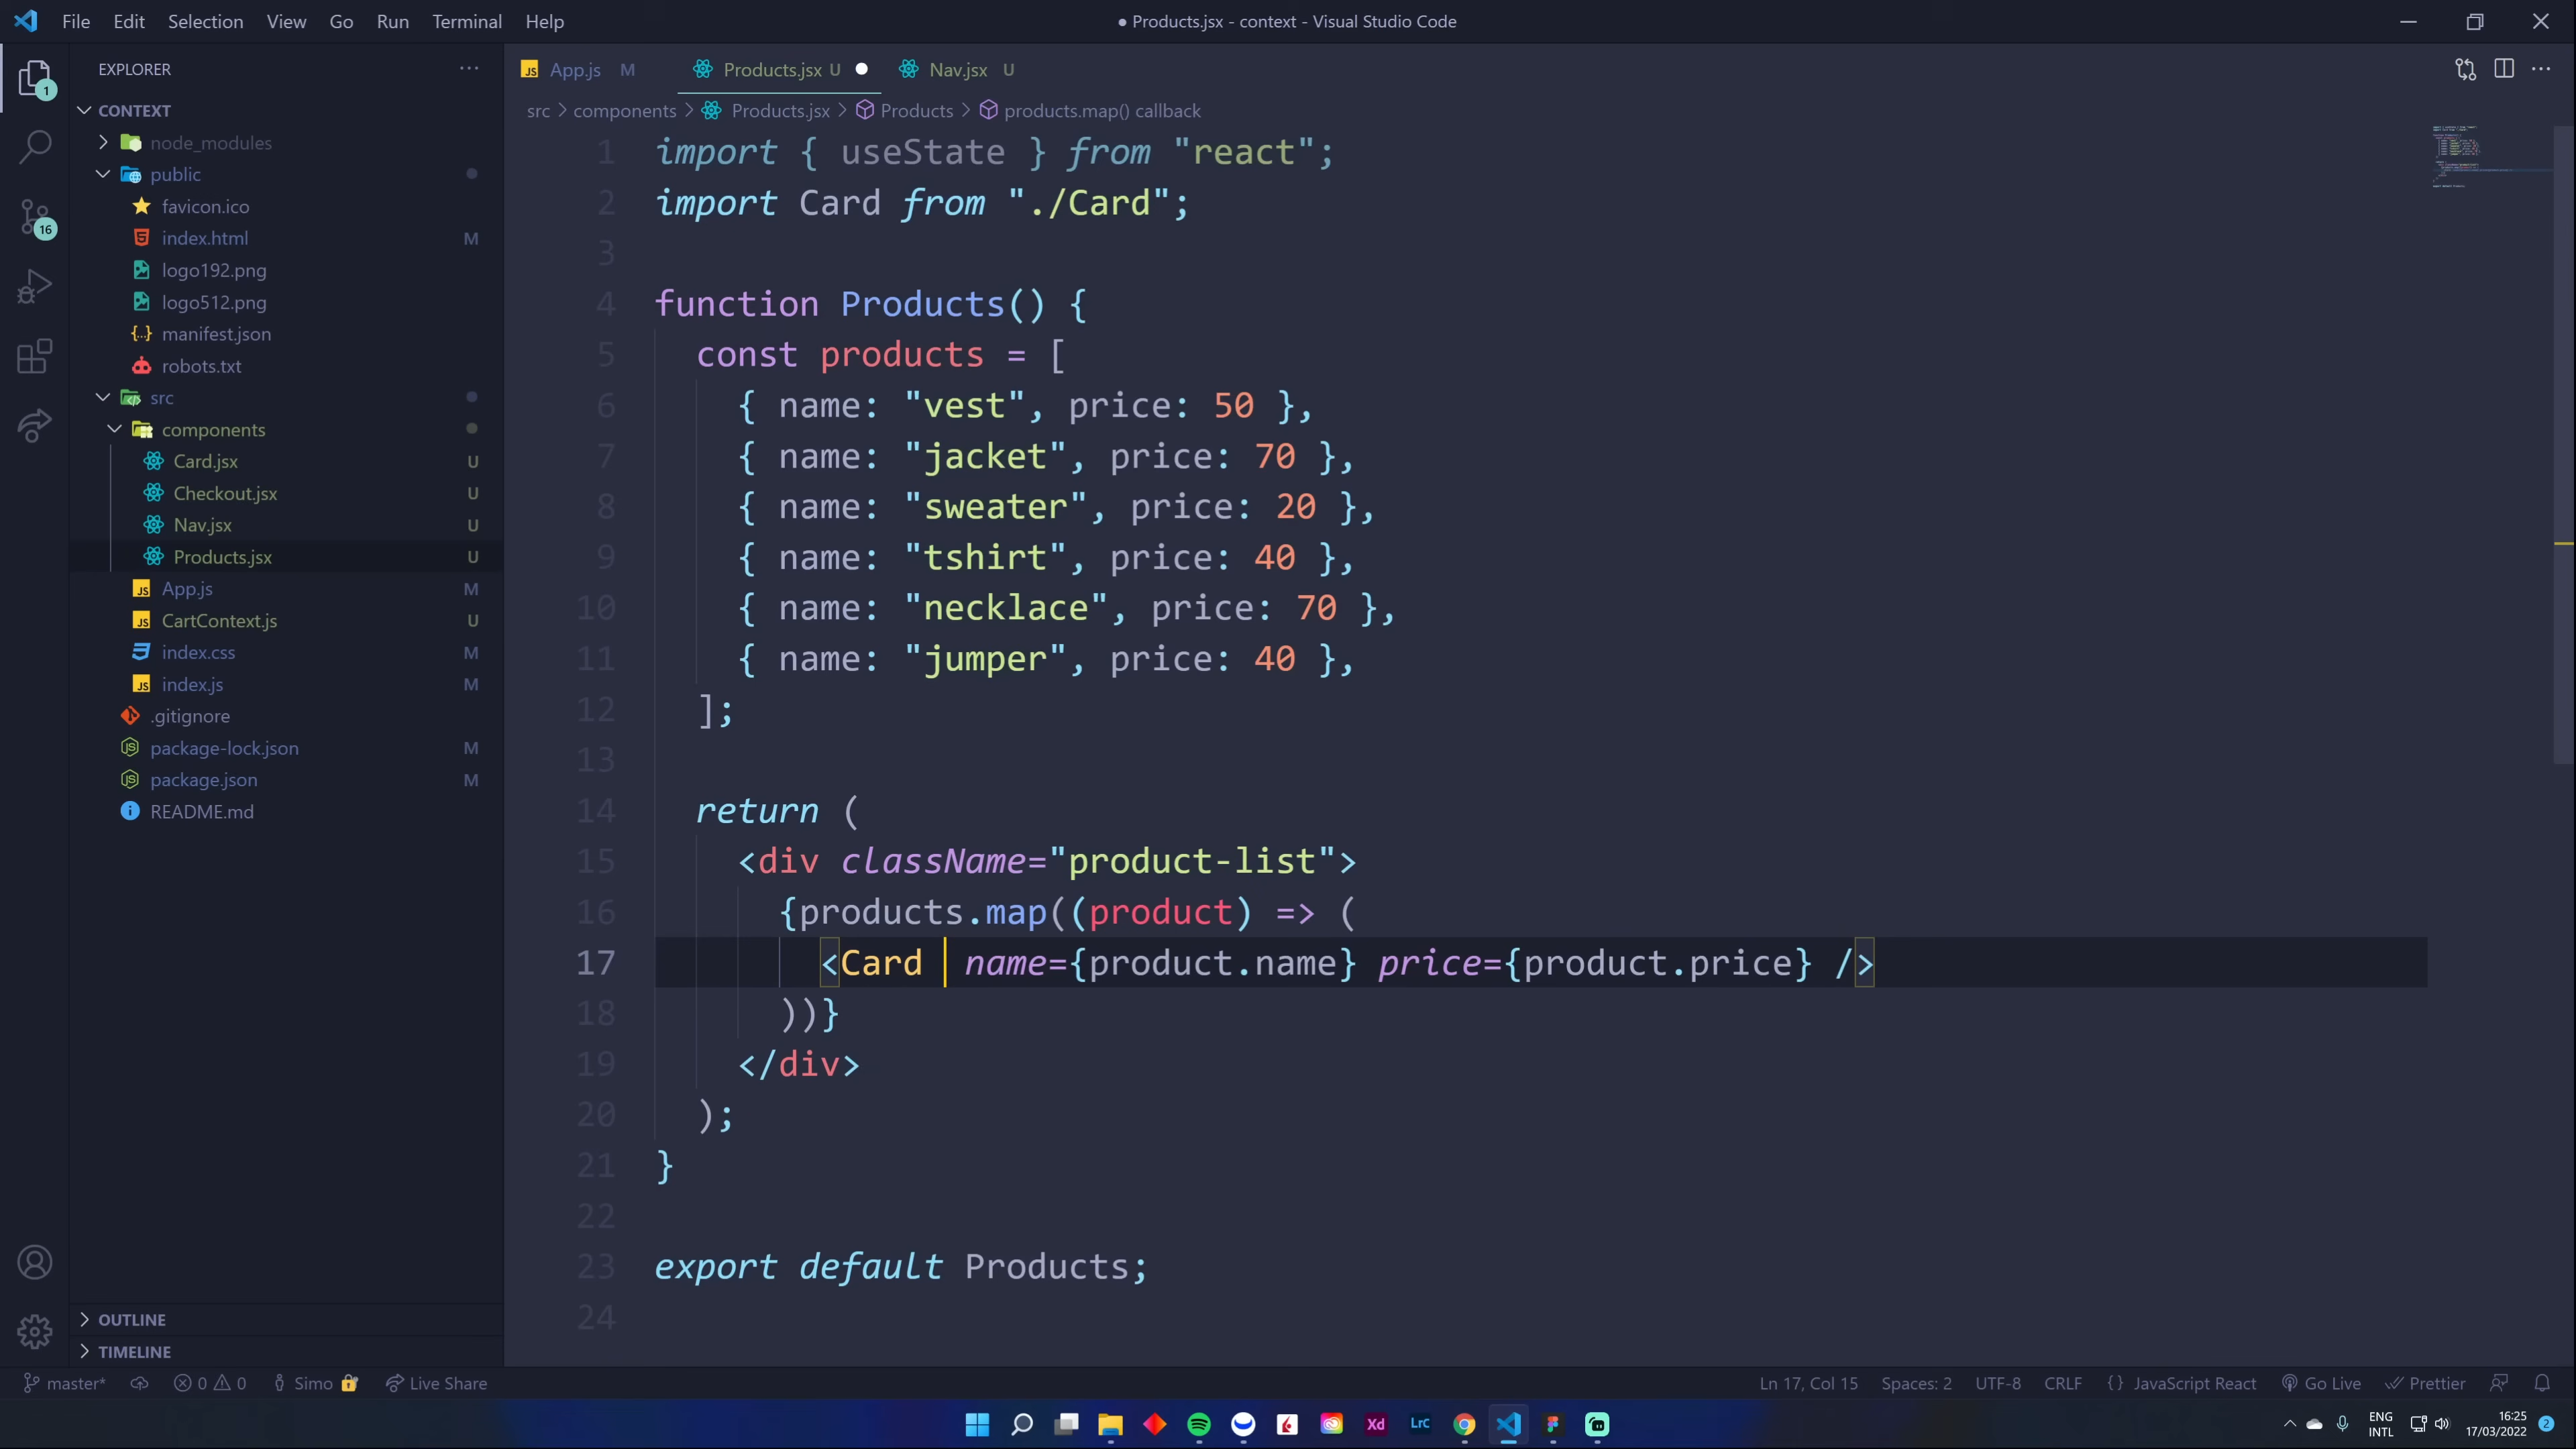 File Edit Selection View Go Run Terminal Help
● Products.jsx - context - Visual Studio Code
EXPLORER
App.js M
Products.jsx U
Nav.jsx U
src > components > Products.jsx > Products > products.map() callback
CONTEXT
node_modules
public
favicon.ico
index.html M
logo192.png
logo512.png
manifest.json
robots.txt
src
components
Card.jsx U
Checkout.jsx U
Nav.jsx U
Products.jsx U
App.js M
CartContext.js U
index.css M
index.js M
.gitignore
package-lock.json M
package.json M
README.md
OUTLINE
TIMELINE
1
16
1 import { useState } from "react";
2 import Card from "./Card";
3
4 function Products() {
5 const products = [
6 { name: "vest", price: 50 },
7 { name: "jacket", price: 70 },
8 { name: "sweater", price: 20 },
9 { name: "tshirt", price: 40 },
10 { name: "necklace", price: 70 },
11 { name: "jumper", price: 40 },
12 ];
13
14 return (
15 <div className="product-list">
16 {products.map((product) => (
17 <Card  name={product.name} price={product.price} />
18 ))}
19 </div>
20 );
21 }
22
23 export default Products;
24
master* 0 0 Simo Live Share
Ln 17, Col 15 Spaces: 2 UTF-8 CRLF {} JavaScript React Go Live Prettier
Xd LrC
ENG
INTL
16:25
17/03/2022
2